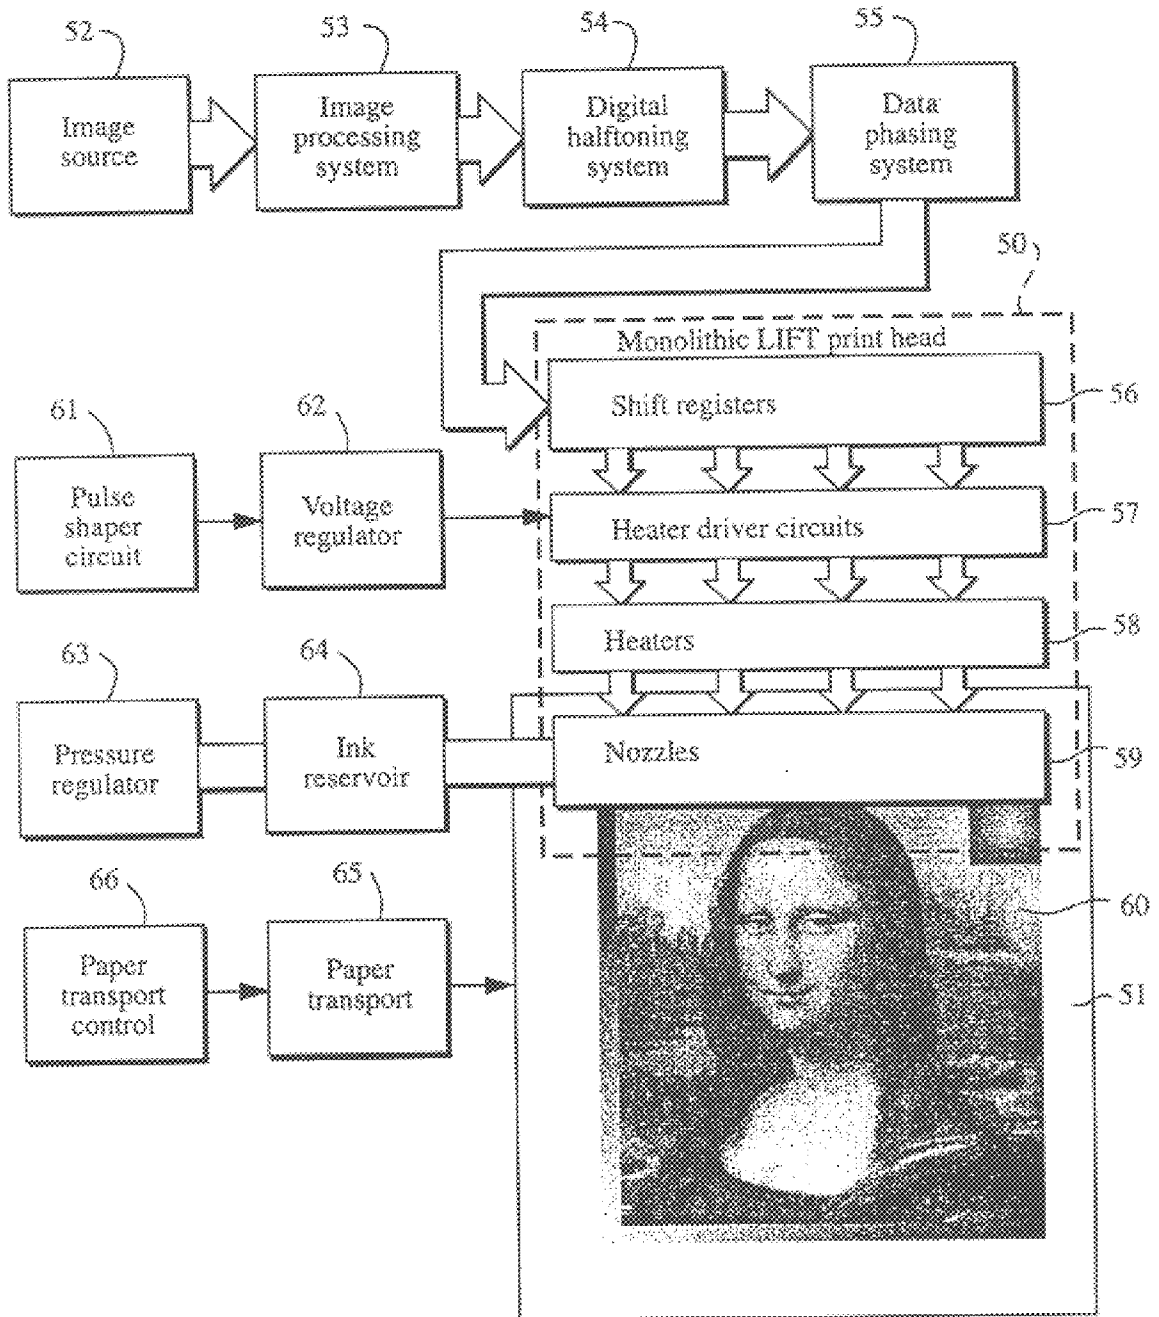 52
53
54
55
Image
source
Image
processing
system
Digital
halftoning
system
Data
phasing
system
50
Monolithic LIFT print head
Shift registers
56
61
62
Pulse
shaper
circuit
Voltage
regulator
Heater driver circuits
57
Heaters
58
63
64
Pressure
regulator
Ink
reservoir
Nozzles
59
66
65
Paper
transport
control
Paper
transport
60
51